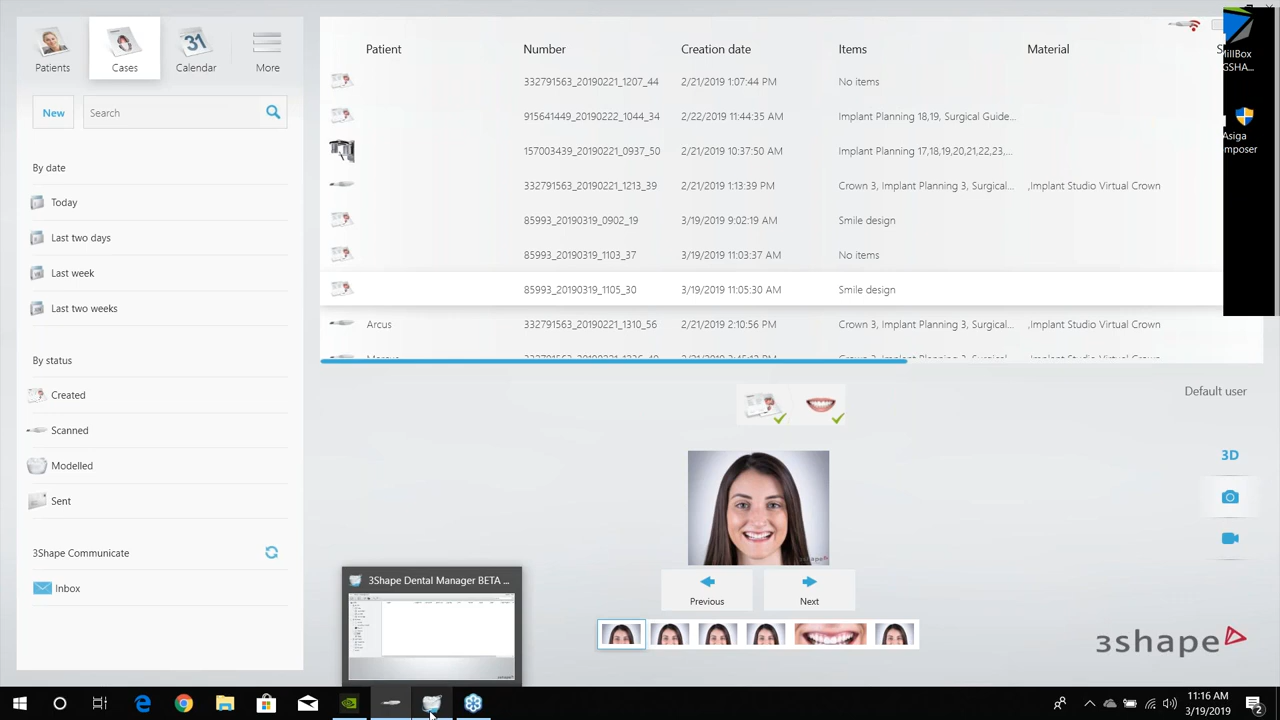 Patients
Cases
31
Calendar
More
New
Search
By date
Today
Last two days
Last week
Last two weeks
By status
Created
Scanned
Modelled
Sent
3Shape Communicate
Inbox
Patient Number Creation date Items Material
332791563_20190221_1207_44 2/21/2019 1:07:44 PM No items
915641449_20190222_1044_34 2/22/2019 11:44:35 AM Implant Planning 18,19, Surgical Guide...
157003439_20190221_0937_50 2/21/2019 10:37:50 AM Implant Planning 17,18,19,20,21,22,23,...
332791563_20190221_1213_39 2/21/2019 1:13:39 PM Crown 3, Implant Planning 3, Surgical... ,Implant Studio Virtual Crown
85993_20190319_0902_19 3/19/2019 9:02:19 AM Smile design
85993_20190319_1103_37 3/19/2019 11:03:37 AM No items
85993_20190319_1105_30 3/19/2019 11:05:30 AM Smile design
Arcus 332791563_20190221_1310_56 2/21/2019 2:10:56 PM Crown 3, Implant Planning 3, Surgical... ,Implant Studio Virtual Crown
MillBox
GSHA...
Asiga
omposer
Default user
3D
3shape
Previous
Next
3Shape Dental Manager BETA ...
3shape
11:16 AM
3/19/2019
2